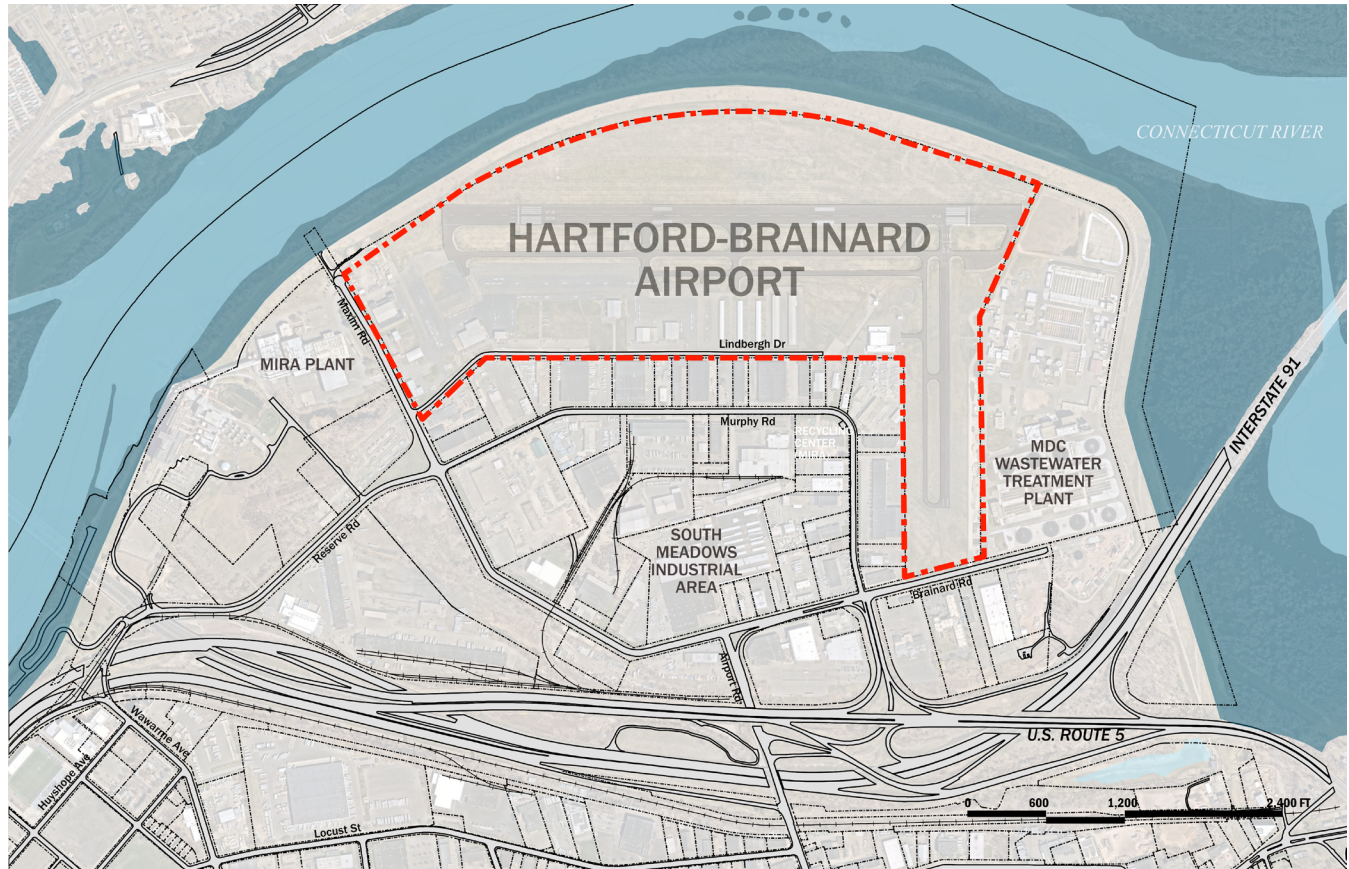 CONNECTICUT RIVER
HARTFORD-BRAINARD
AIRPORT
Maxim Rd
Lindbergh Dr
MIRA PLANT
INTERSTATE 91
Murphy Rd
RECYCLING
CENTER
MDC
WASTEWATER
TREATMENT
PLANT
Reserve Rd
SOUTH
MEADOWS
INDUSTRIAL
AREA
Brainard Rd
Airport Rd
Wawarme Ave
U.S. ROUTE 5
Huyshope Ave
0 600 1,200 2,400 FT
Locust St